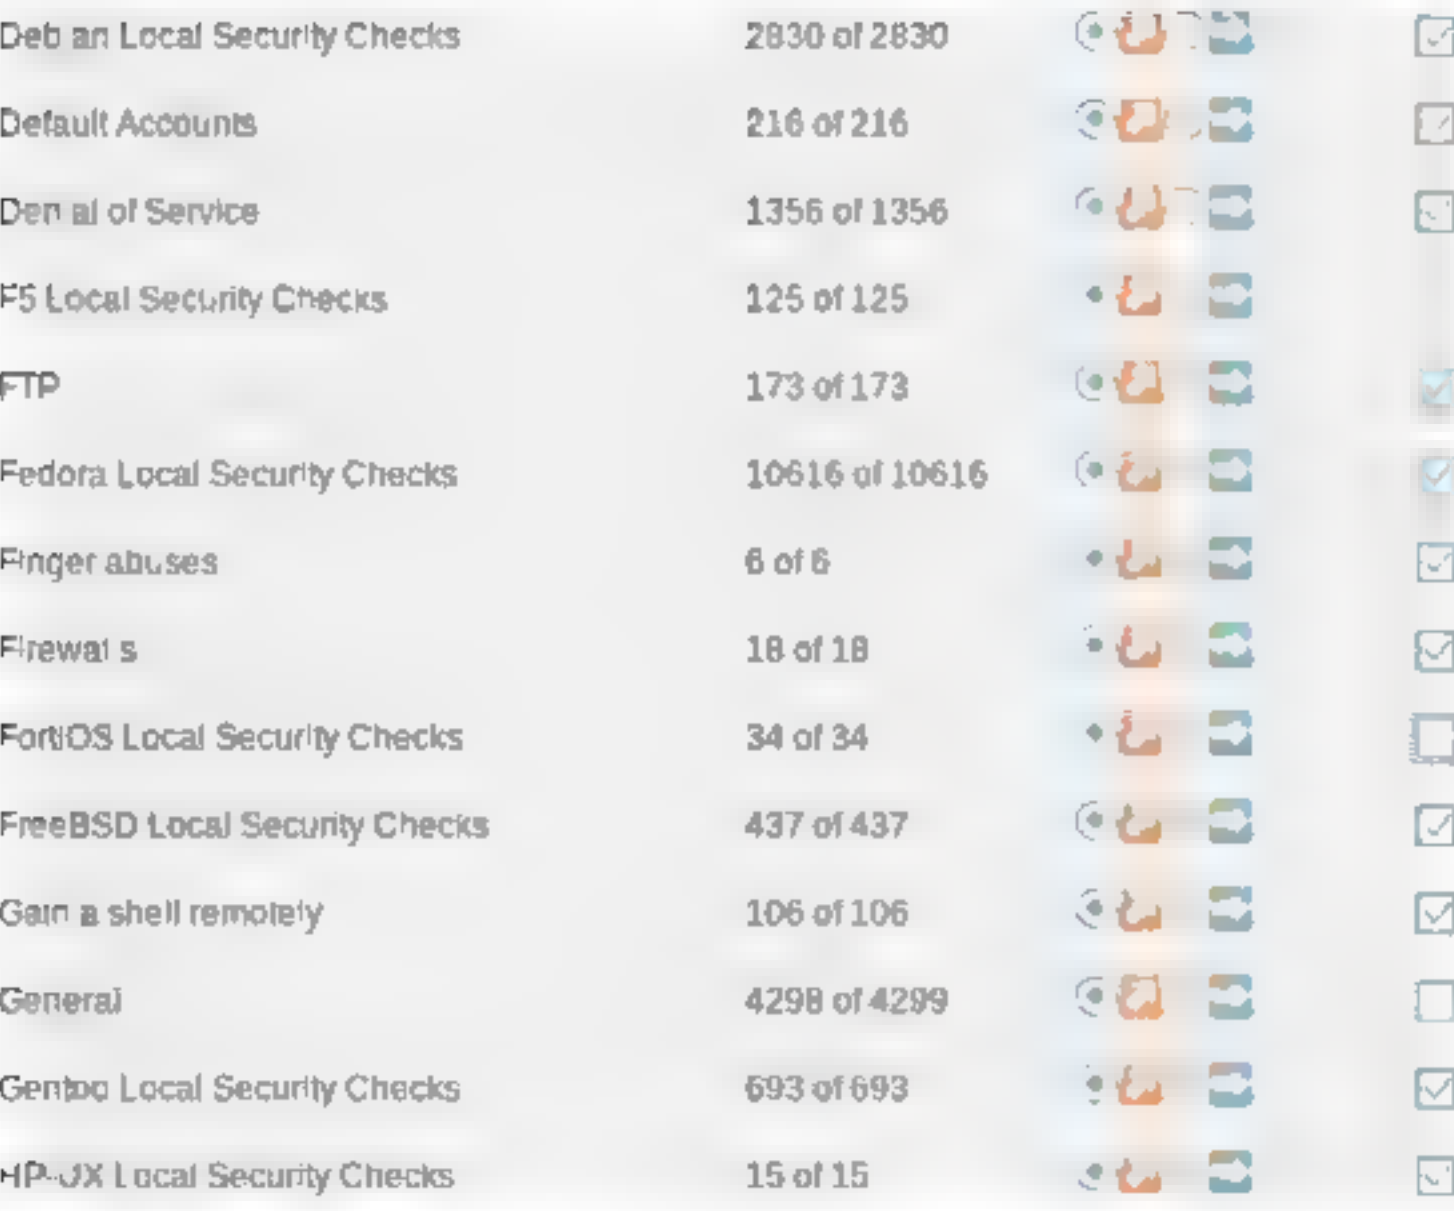 Debian Local Security Checks 2830 of 2830
Default Accounts 216 of 216
Denial of Service 1356 of 1356
F5 Local Security Checks 125 of 125
FTP 173 of 173
Fedora Local Security Checks 10616 of 10616
Finger abuses 6 of 6
Firewalls 18 of 18
FortiOS Local Security Checks 34 of 34
FreeBSD Local Security Checks 437 of 437
Gain a shell remotely 106 of 106
General 4298 of 4299
Gentoo Local Security Checks 693 of 693
HP-UX Local Security Checks 15 of 15